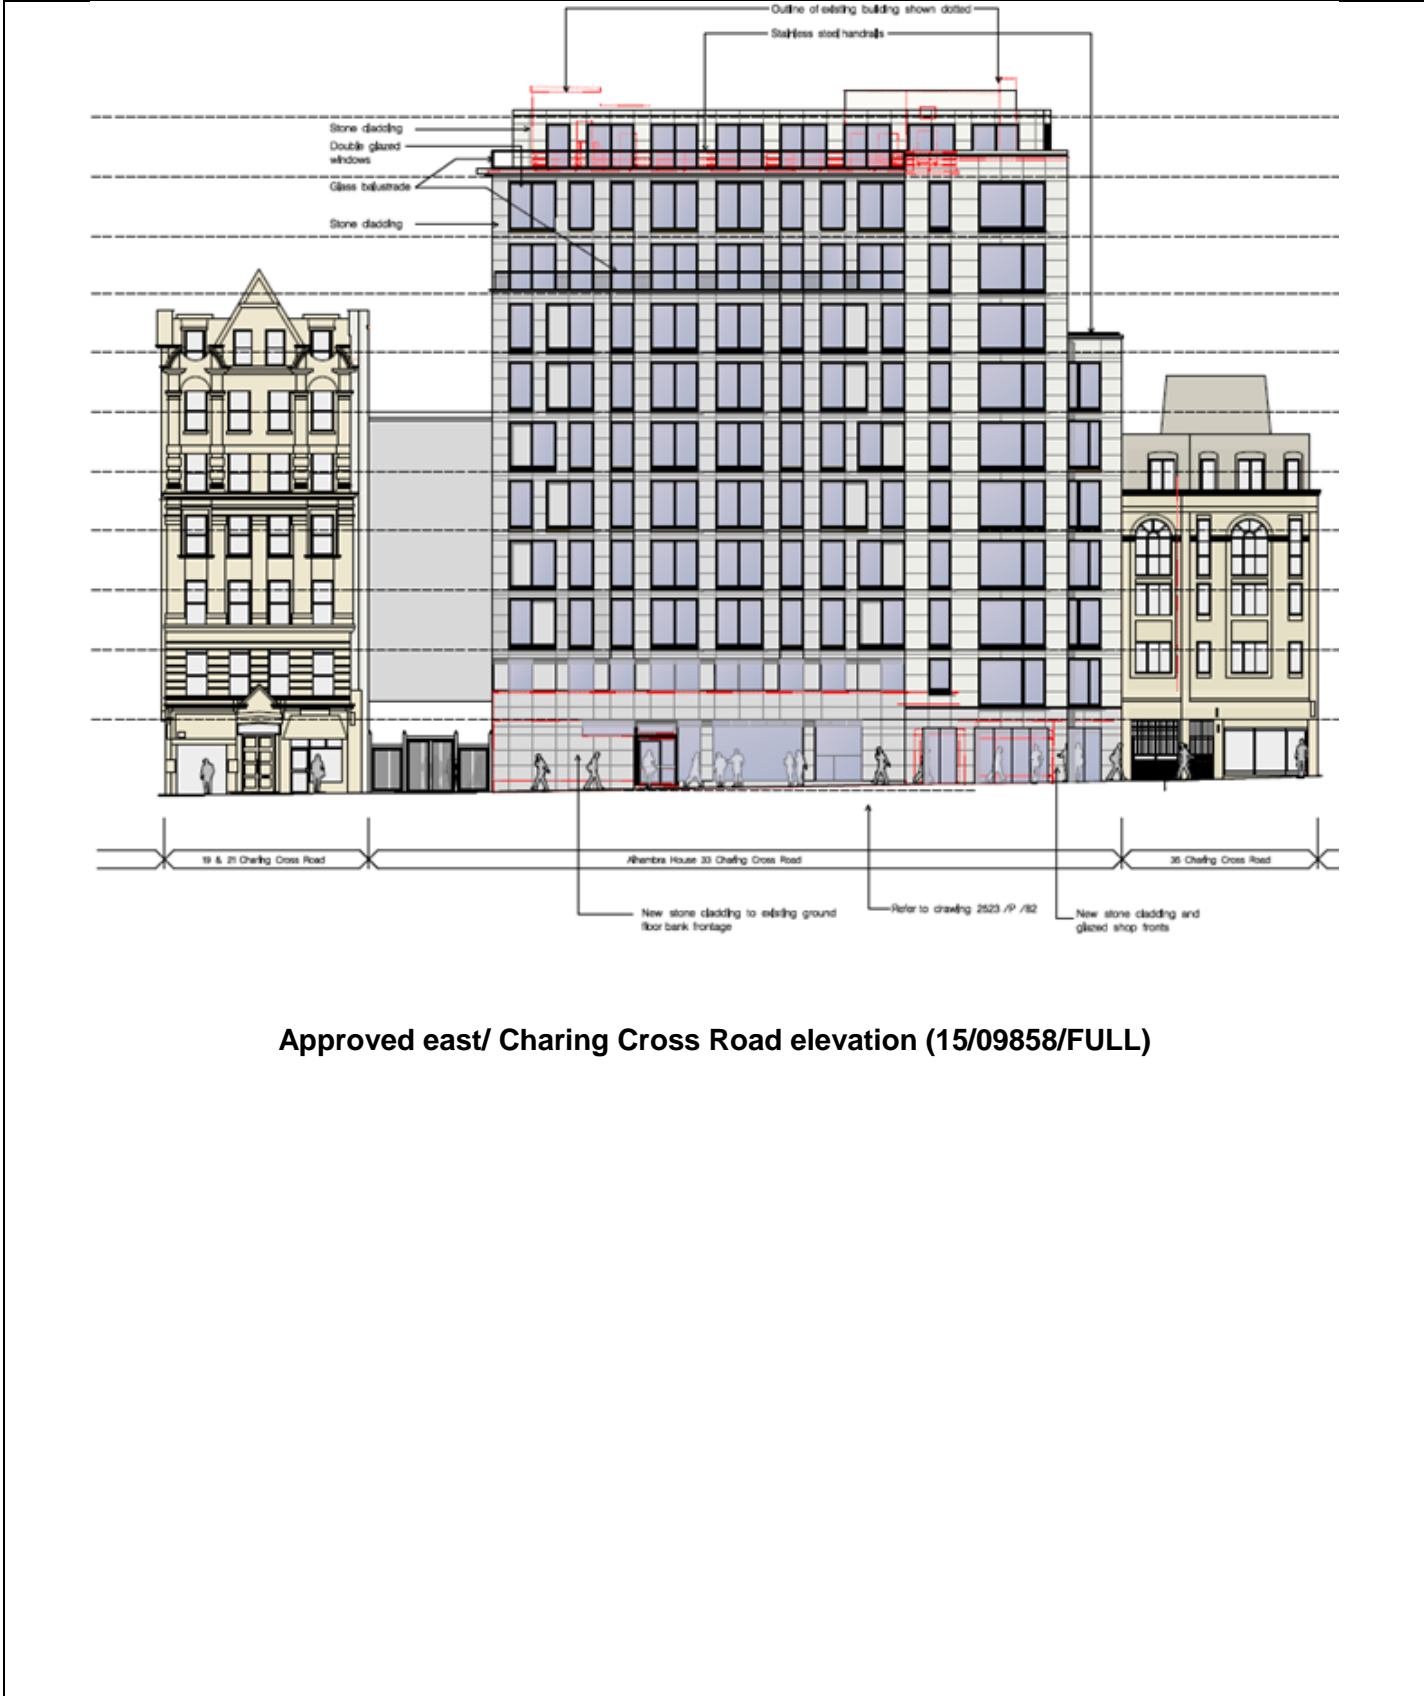 Outline of existing building shown dotted
Stainless steel handrails
Stone cladding
Double glazed
windows
Glass balustrade
Stone cladding
19 & 21 Charing Cross Road
Alhambra House 33 Charing Cross Road
36 Charing Cross Road
New stone cladding to existing ground
floor bank frontage
Refer to drawing 2523 /P /82
New stone cladding and
glazed shop fronts
Approved east/ Charing Cross Road elevation (15/09858/FULL)